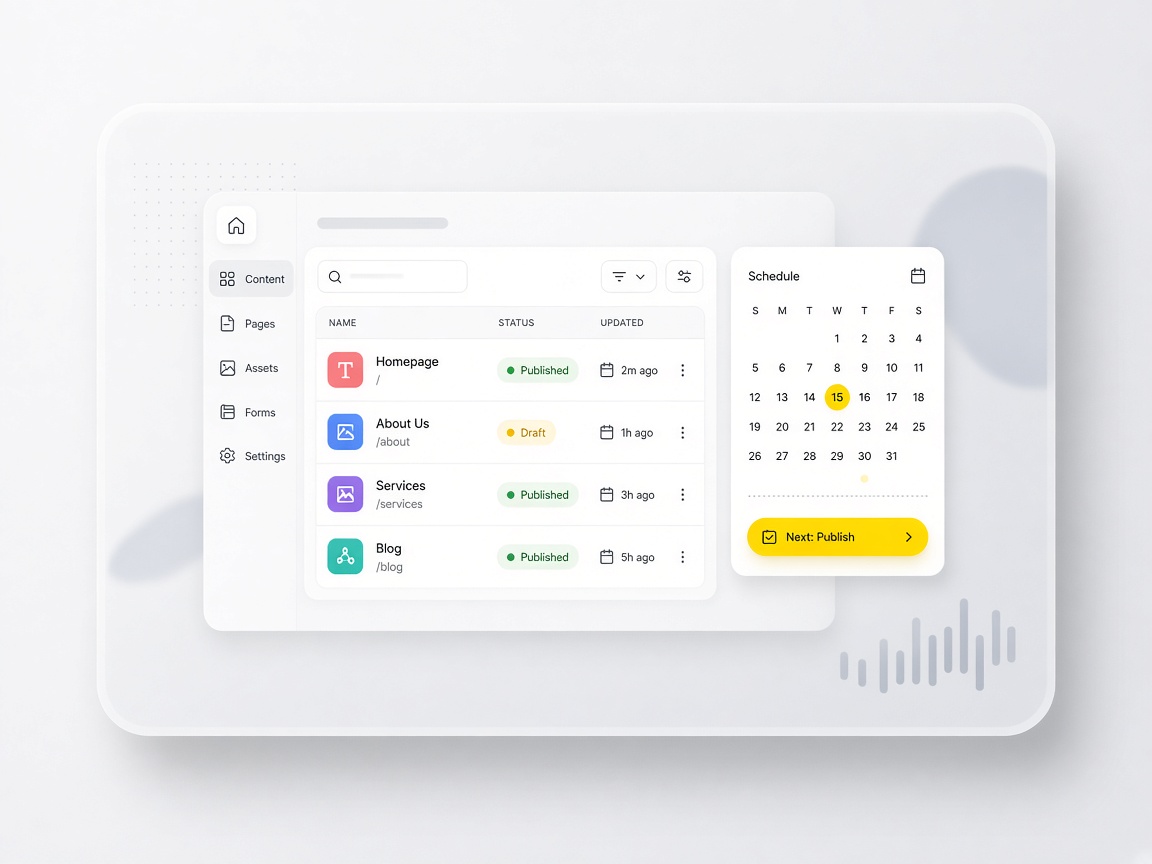 Content
Pages
Assets
Forms
Settings
NAME STATUS UPDATED
Homepage
/
Published 2m ago
About Us
/about
Draft 1h ago
Services
/services
Published 3h ago
Blog
/blog
Published 5h ago
Schedule
S M T W T F S
1 2 3 4
5 6 7 8 9 10 11
12 13 14 15 16 17 18
19 20 21 22 23 24 25
26 27 28 29 30 31
Next: Publish